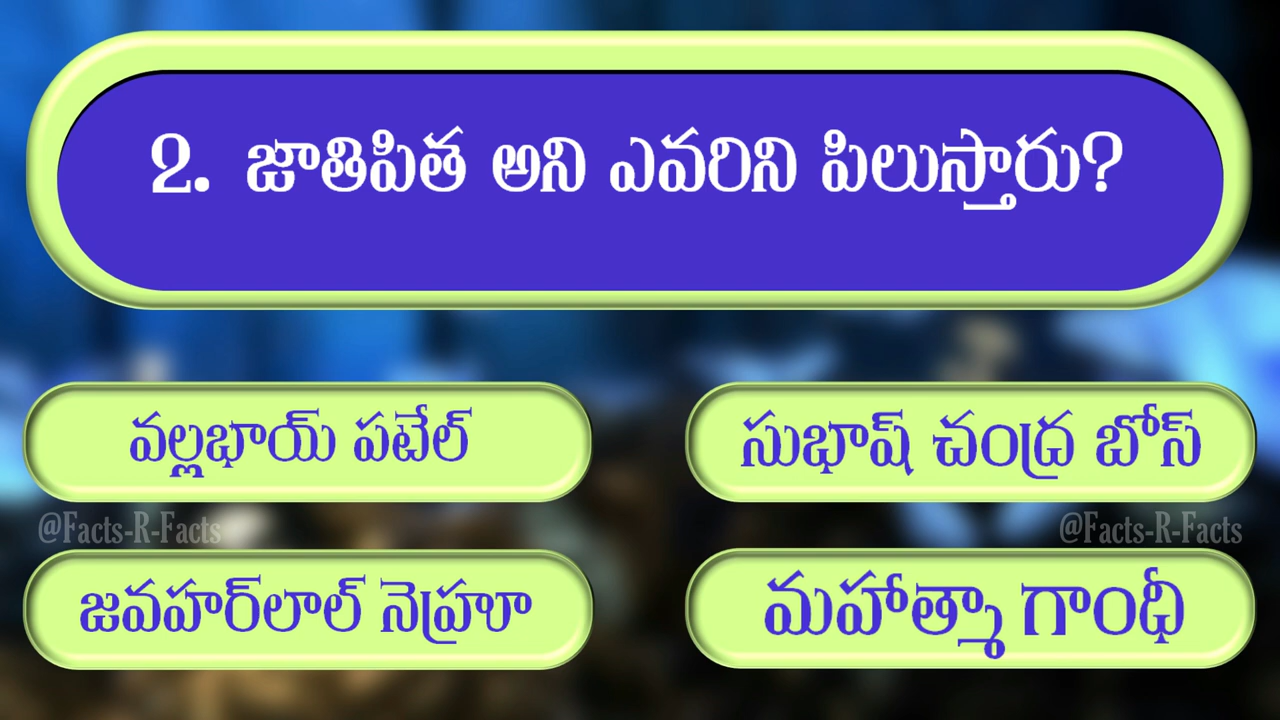 2. జాతిపిత అని ఎవరిని పిలుస్తారు?
వల్లభాయ్ పటేల్
సుభాష్ చంద్ర బోస్
@Facts-R-Facts
@Facts-R-Facts
జవహర్‌లాల్ నెహ్రూ
మహాత్మా గాంధీ